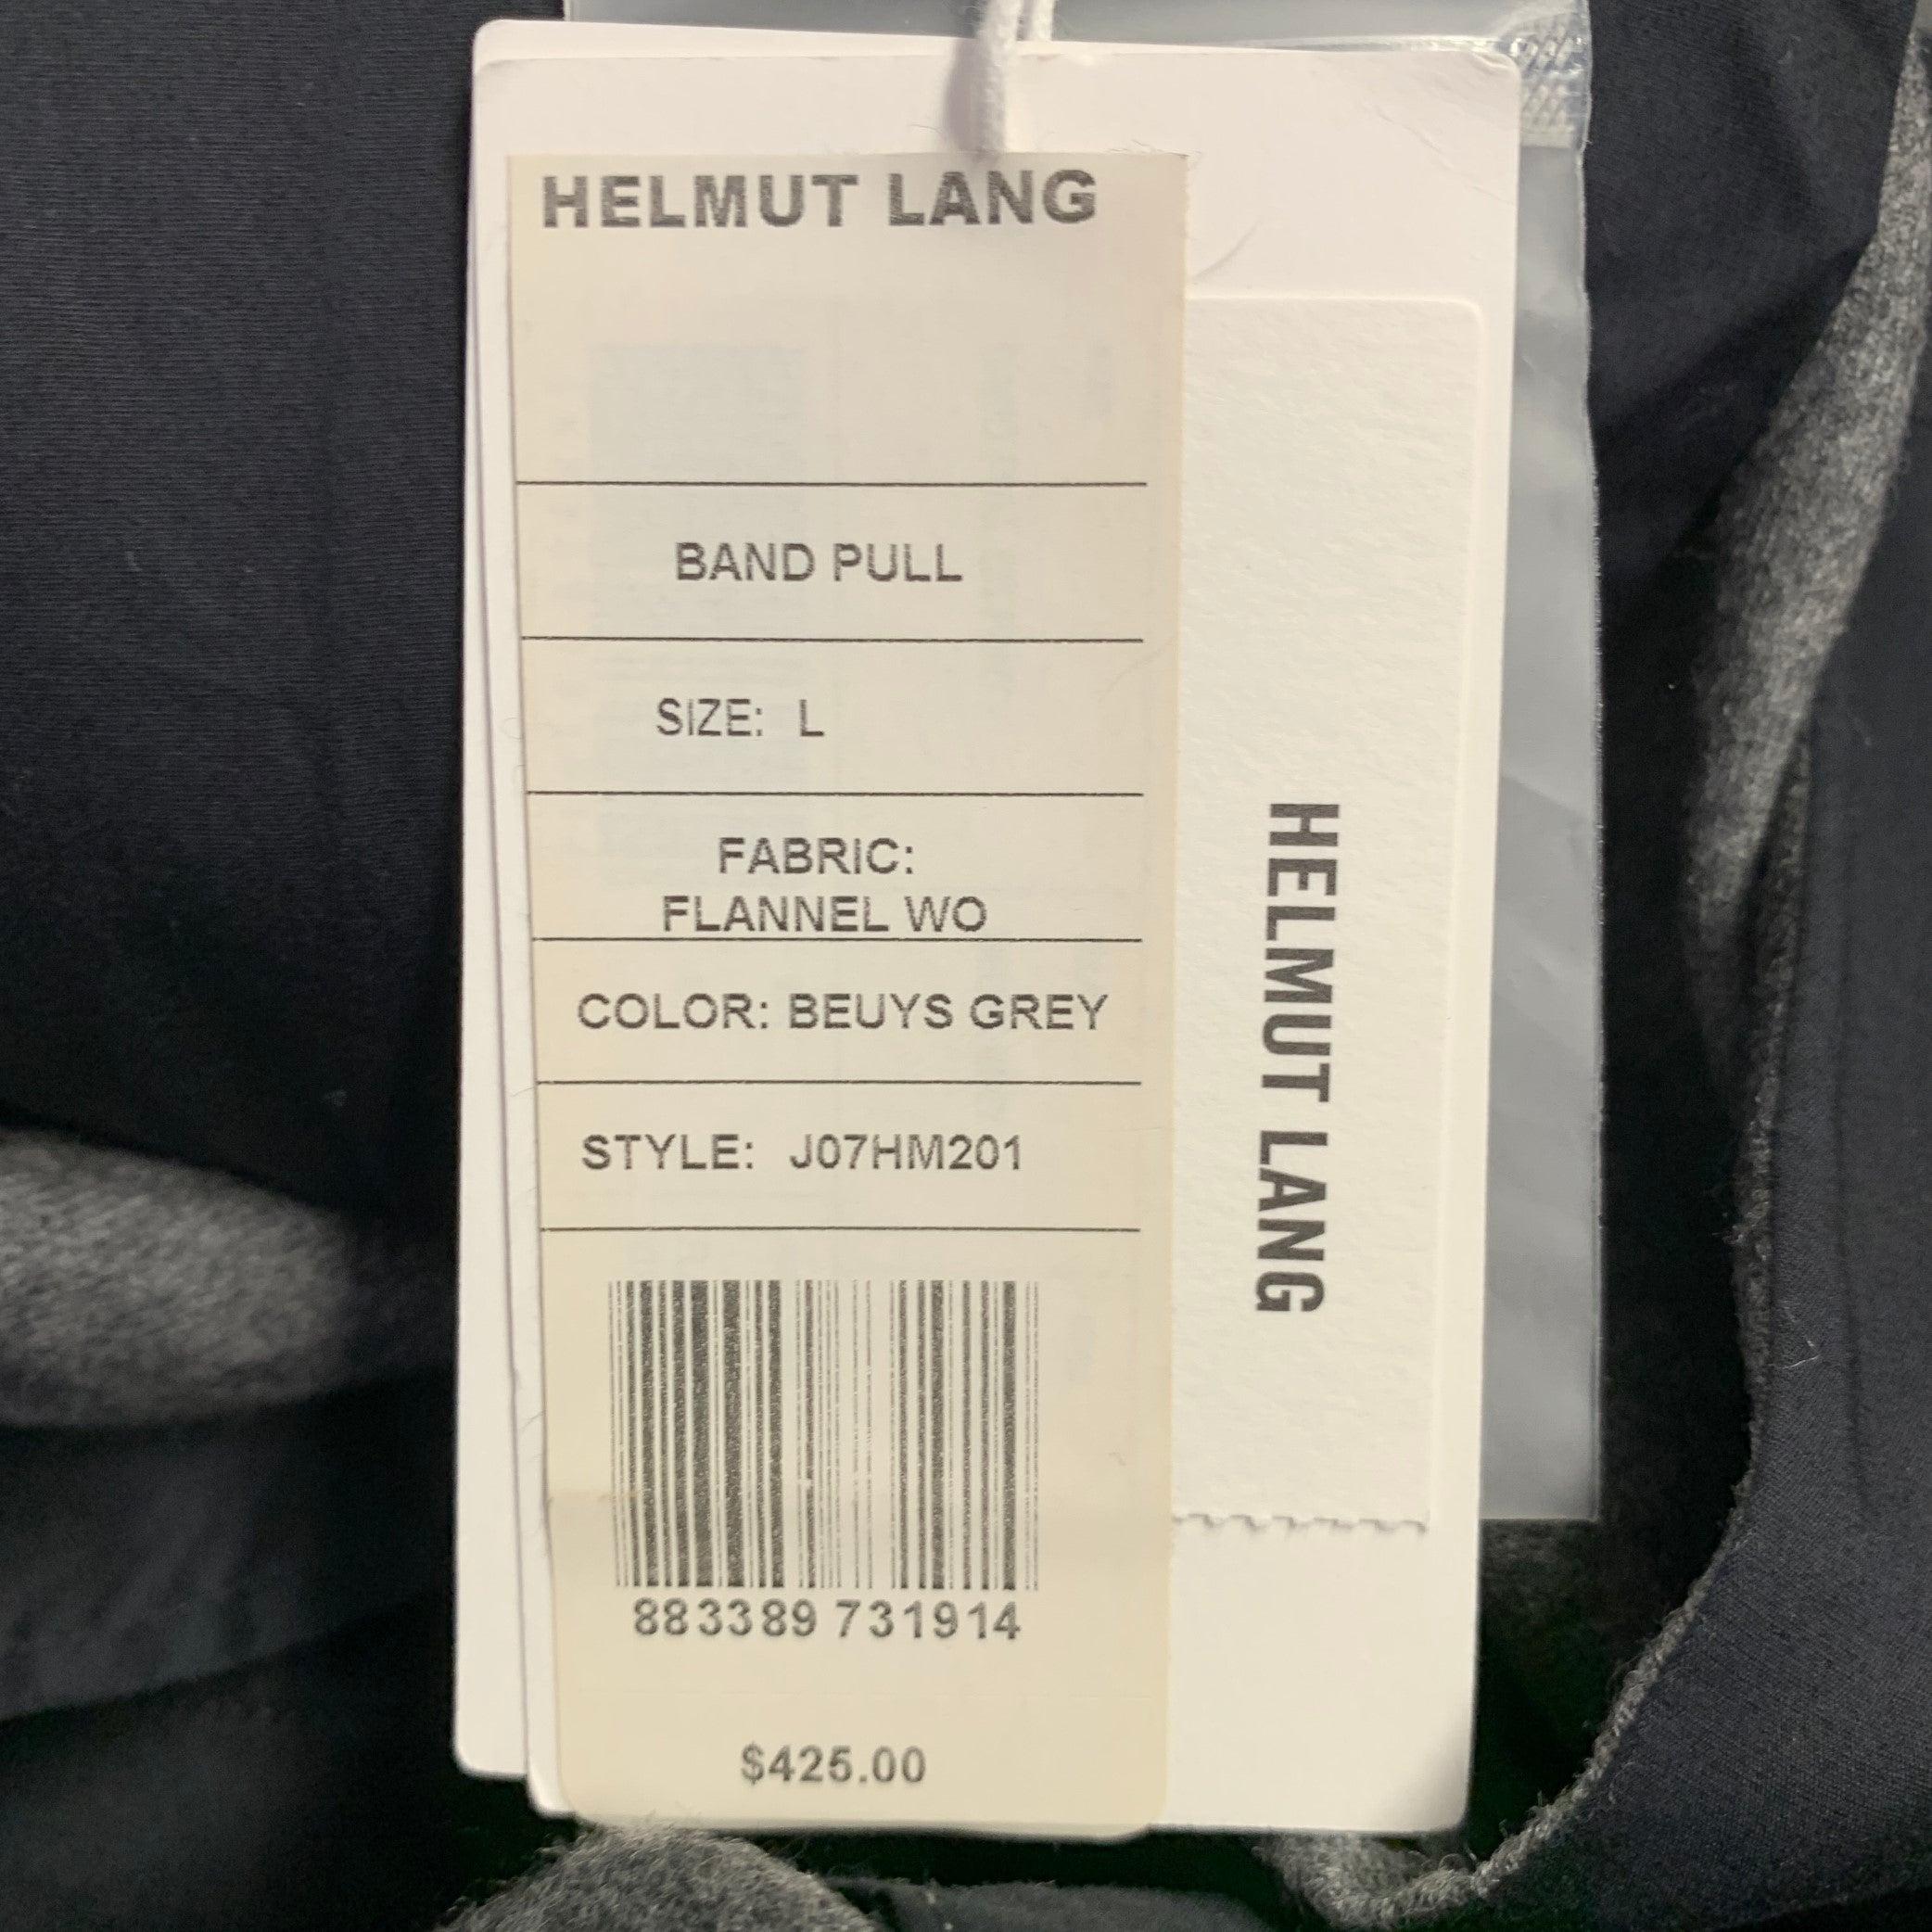 HELMUT LANG
BAND PULL
SIZE: L
FABRIC:
FLANNEL WO
COLOR: BEUYS GREY
STYLE: J07HM201
883389 731914
$425.00
HELMUT LANG